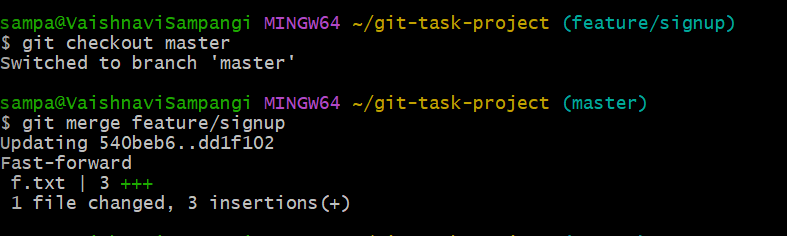 sampa@VaishnaviSampangi MINGW64 ~/git-task-project (feature/signup)
$ git checkout master
Switched to branch 'master'
sampa@VaishnaviSampangi MINGW64 ~/git-task-project (master)
$ git merge feature/signup
Updating 540beb6..dd1f102
Fast-forward
 f.txt | 3 +++
 1 file changed, 3 insertions(+)